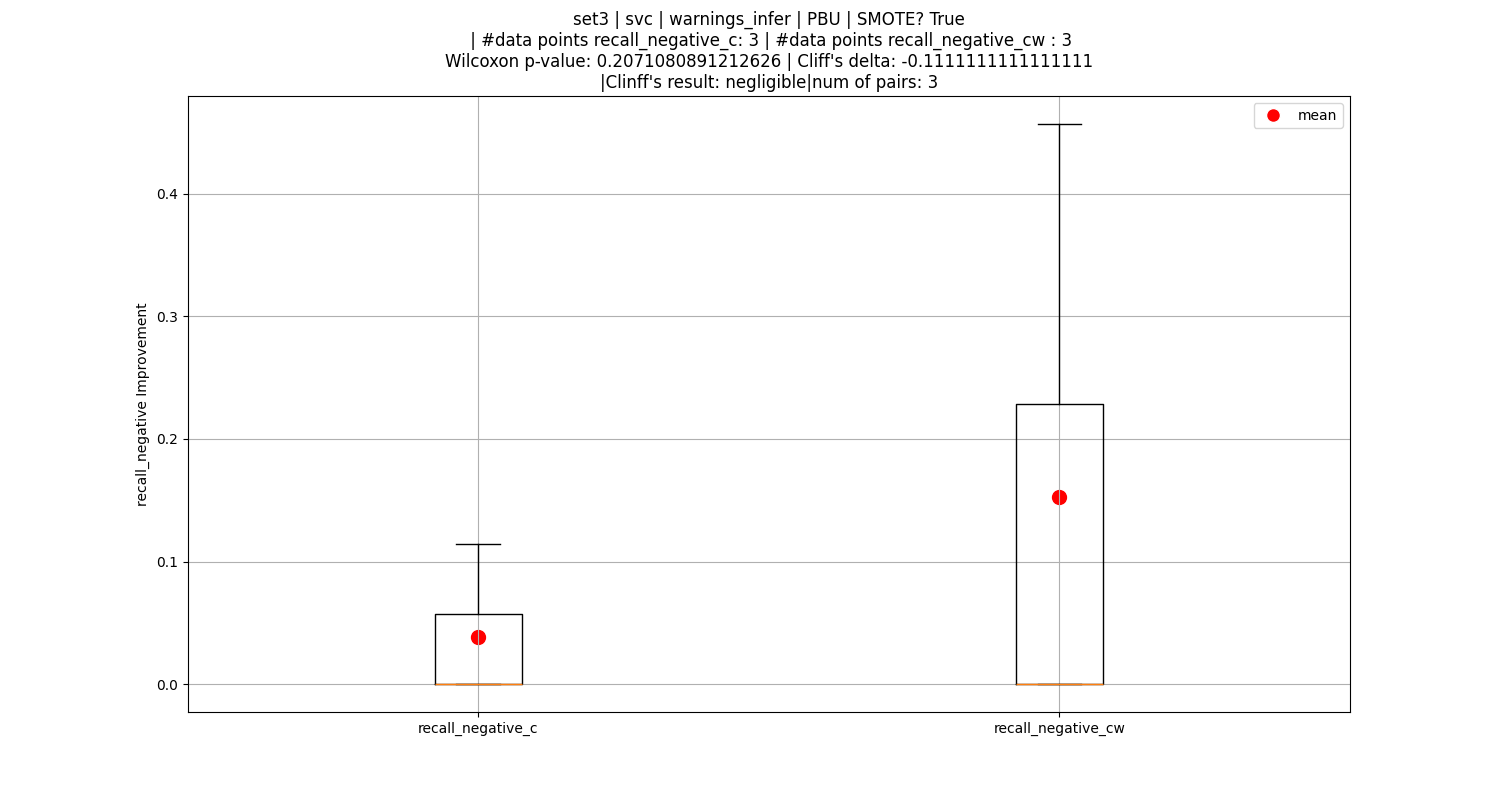 set3 | svc | warnings_infer | PBU | SMOTE? True
| #data points recall_negative_c: 3 | #data points recall_negative_cw : 3
Wilcoxon p-value: 0.2071080891212626 | Cliff's delta: -0.1111111111111111
|Clinff's result: negligible|num of pairs: 3
mean
0.4
0.3
0.2
0.1
0.0
recall_negative Improvement
recall_negative_c
recall_negative_cw